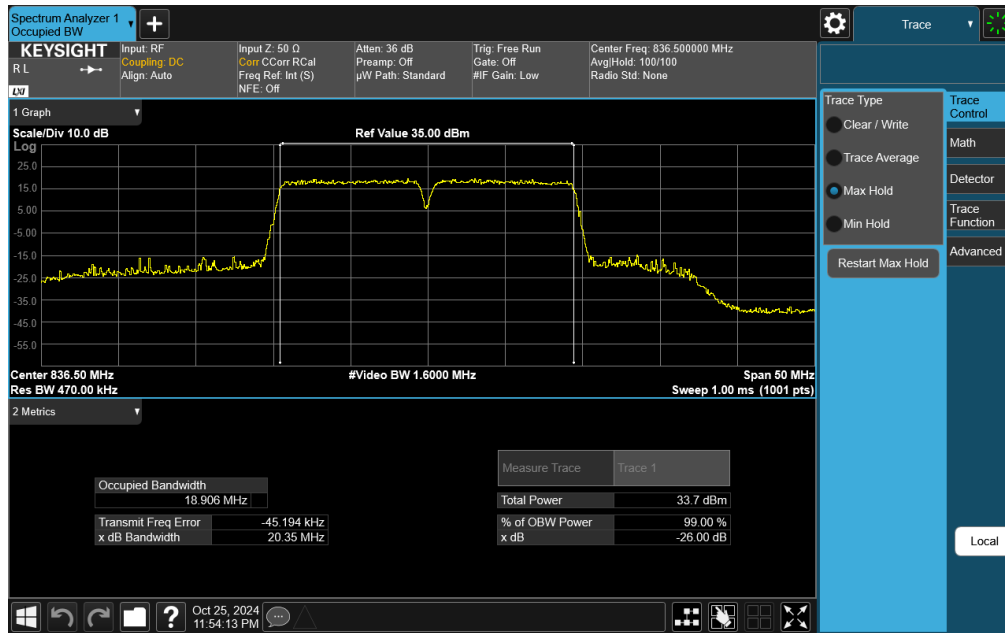 Spectrum Analyzer 1
Occupied BW
KEYSIGHT
R L
LXI
Input: RF
Coupling: DC
Align: Auto
Input Z: 50 Ω
Corr CCorr RCal
Freq Ref: Int (S)
NFE: Off
Atten: 36 dB
Preamp: Off
µW Path: Standard
Trig: Free Run
Gate: Off
#IF Gain: Low
Center Freq: 836.500000 MHz
Avg|Hold: 100/100
Radio Std: None
1 Graph
Scale/Div 10.0 dB
Ref Value 35.00 dBm
Log
25.0
15.0
5.00
-5.00
-15.0
-25.0
-35.0
-45.0
-55.0
Center 836.50 MHz
#Video BW 1.6000 MHz
Span 50 MHz
Res BW 470.00 kHz
Sweep 1.00 ms (1001 pts)
2 Metrics
Measure Trace Trace 1
Occupied Bandwidth
18.906 MHz
Total Power 33.7 dBm
Transmit Freq Error -45.194 kHz
% of OBW Power 99.00 %
x dB Bandwidth 20.35 MHz
x dB -26.00 dB
Oct 25, 2024
11:54:13 PM
Trace
Trace Type
Clear / Write
Trace Average
Max Hold
Min Hold
Restart Max Hold
Trace
Control
Math
Detector
Trace
Function
Advanced
Local